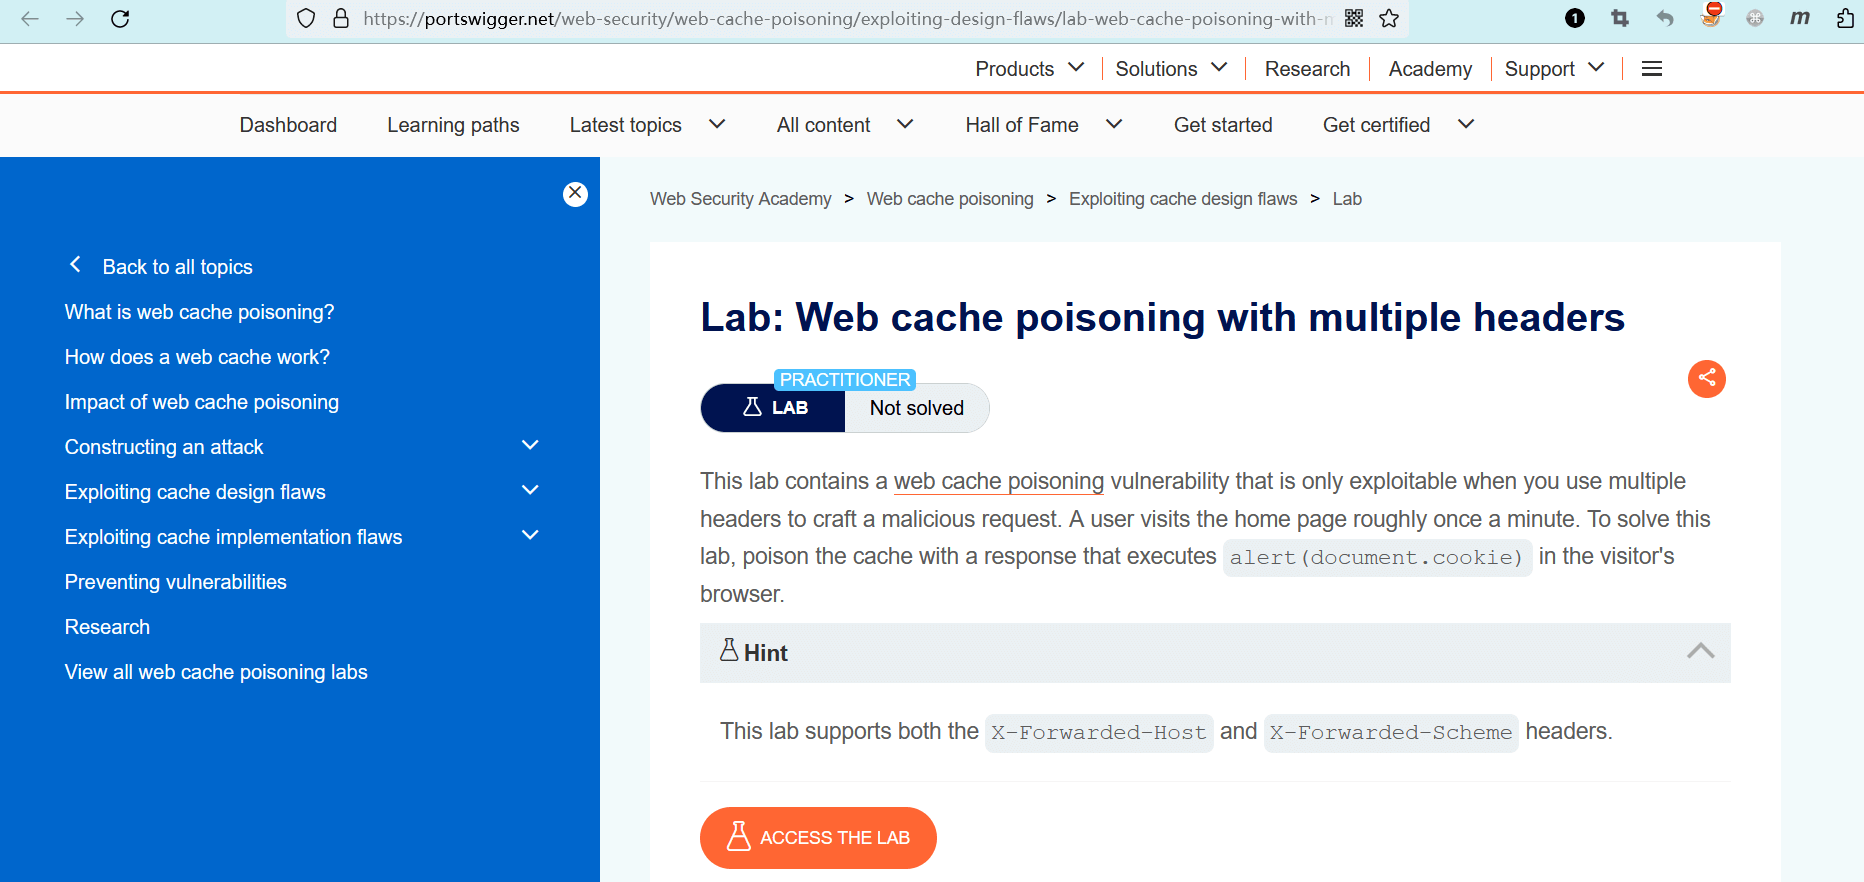 https://portswigger.net/web-security/web-cache-poisoning/exploiting-design-flaws/lab-web-cache-poisoning-with-m
1
m
Products
Solutions
Research
Academy
Support
Dashboard
Learning paths
Latest topics
All content
Hall of Fame
Get started
Get certified
Back to all topics
What is web cache poisoning?
How does a web cache work?
Impact of web cache poisoning
Constructing an attack
Exploiting cache design flaws
Exploiting cache implementation flaws
Preventing vulnerabilities
Research
View all web cache poisoning labs
Web Security Academy > Web cache poisoning > Exploiting cache design flaws > Lab
Lab: Web cache poisoning with multiple headers
PRACTITIONER
LAB Not solved
This lab contains a web cache poisoning vulnerability that is only exploitable when you use multiple
headers to craft a malicious request. A user visits the home page roughly once a minute. To solve this
lab, poison the cache with a response that executes alert(document.cookie) in the visitor's
browser.
Hint
This lab supports both the X-Forwarded-Host and X-Forwarded-Scheme headers.
ACCESS THE LAB